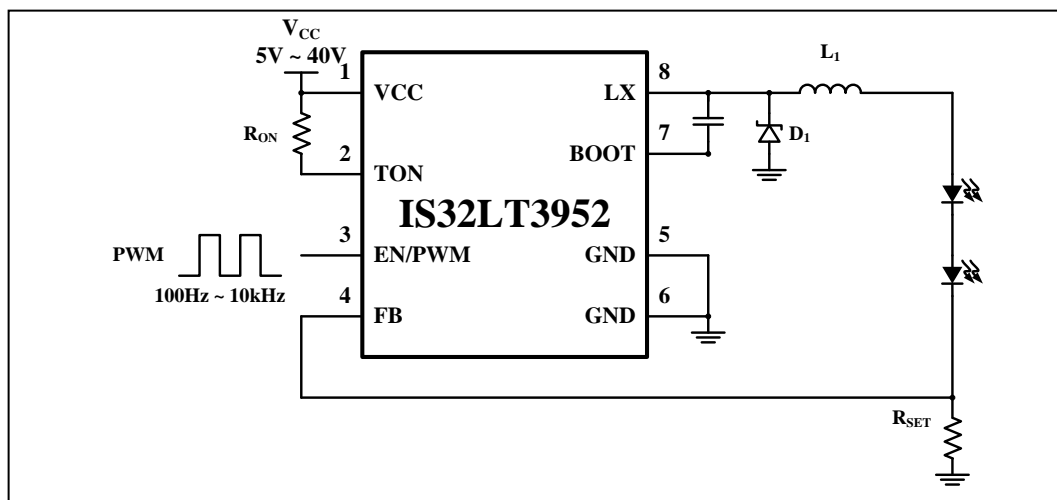 VCC
5V ~ 40V
L1
1
8
VCC
LX
RON
7
D1
2
BOOT
TON
IS32LT3952
PWM
3
5
EN/PWM
GND
100Hz ~ 10kHz
4
6
FB
GND
RSET